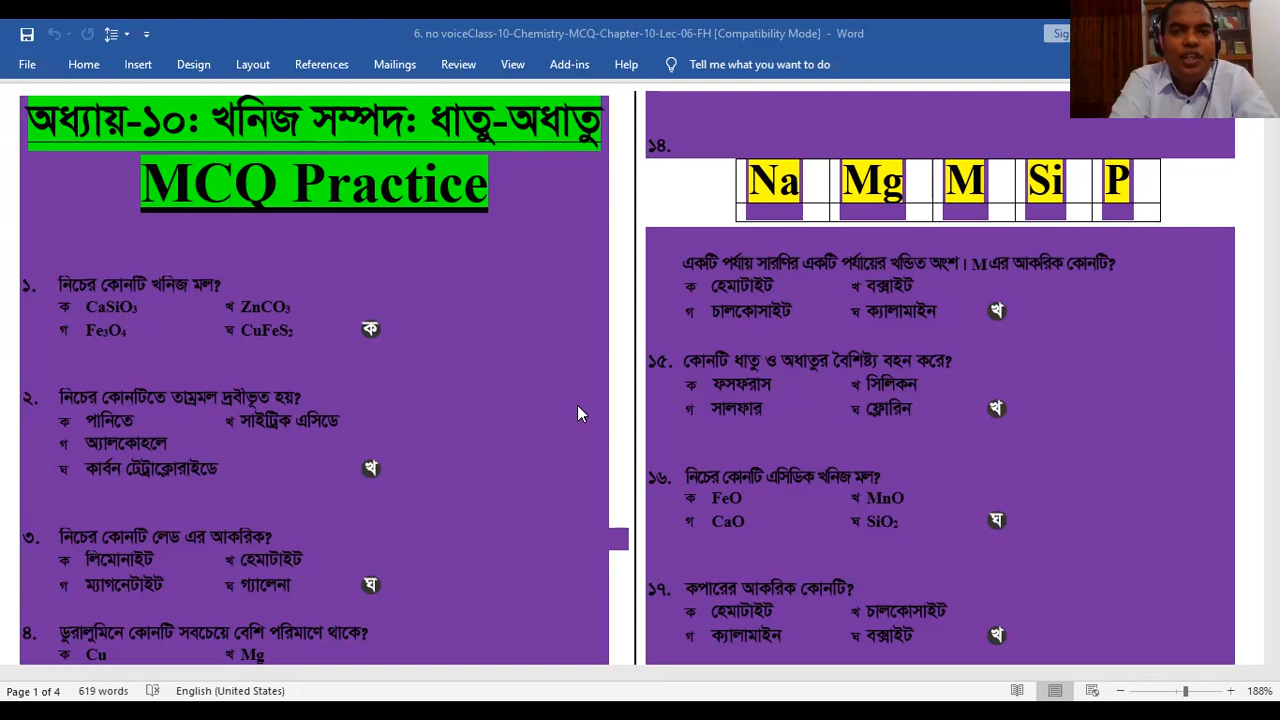 6. no voiceClass-10-Chemistry-MCQ-Chapter-10-Lec-06-FH [Compatibility Mode] - Word
File Home Insert Design Layout References Mailings Review View Add-ins Help Tell me what you want to do
অধ্যায়-১০: খনিজ সম্পদ: ধাতু-অধাতু
MCQ Practice
১. নিচের কোনটি খনিজ মল?
ক CaSiO₃ খ ZnCO₃
গ Fe₃O₄ ঘ CuFeS₂ ক
২. নিচের কোনটিতে তাম্রমল দ্রবীভূত হয়?
ক পানিতে খ সাইট্রিক এসিডে
গ অ্যালকোহলে
ঘ কার্বন টেট্রাক্লোরাইডে খ
৩. নিচের কোনটি লেড এর আকরিক?
ক লিমোনাইট খ হেমাটাইট
গ ম্যাগনেটাইট ঘ গ্যালেনা ঘ
৪. ডুরালুমিনে কোনটি সবচেয়ে বেশি পরিমাণে থাকে?
ক Cu খ Mg
১৪.
Na Mg M Si P
একটি পর্যায় সারণির একটি পর্যায়ের খন্ডিত অংশ। M এর আকরিক কোনটি?
ক হেমাটাইট খ বক্সাইট
গ চালকোসাইট ঘ ক্যালামাইন খ
১৫. কোনটি ধাতু ও অধাতুর বৈশিষ্ট্য বহন করে?
ক ফসফরাস খ সিলিকন
গ সালফার ঘ ফ্লোরিন খ
১৬. নিচের কোনটি এসিডিক খনিজ মল?
ক FeO খ MnO
গ CaO ঘ SiO₂ ঘ
১৭. কপারের আকরিক কোনটি?
ক হেমাটাইট খ চালকোসাইট
গ ক্যালামাইন ঘ বক্সাইট খ
Page 1 of 4 619 words English (United States) 188%